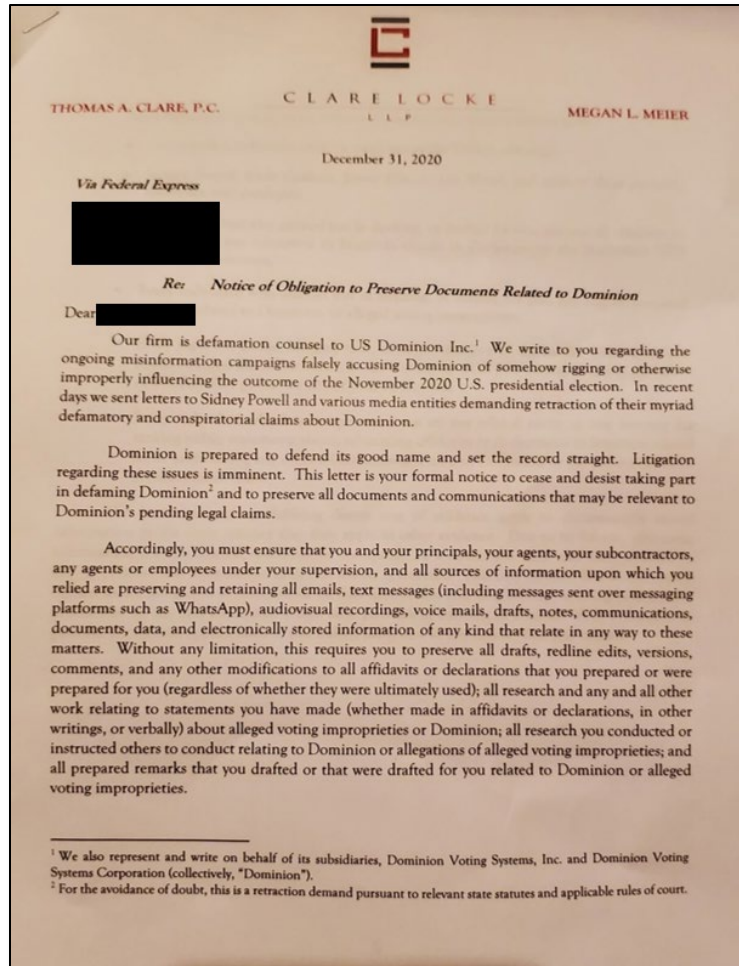 CLARE LOCKE
LLP
THOMAS A. CLARE, P.C.
MEGAN L. MEIER
December 31, 2020
Via Federal Express
Re: Notice of Obligation to Preserve Documents Related to Dominion
Dear
Our firm is defamation counsel to US Dominion Inc.¹ We write to you regarding the
ongoing misinformation campaigns falsely accusing Dominion of somehow rigging or otherwise
improperly influencing the outcome of the November 2020 U.S. presidential election. In recent
days we sent letters to Sidney Powell and various media entities demanding retraction of their myriad
defamatory and conspiratorial claims about Dominion.
Dominion is prepared to defend its good name and set the record straight. Litigation
regarding these issues is imminent. This letter is your formal notice to cease and desist taking part
in defaming Dominion² and to preserve all documents and communications that may be relevant to
Dominion's pending legal claims.
Accordingly, you must ensure that you and your principals, your agents, your subcontractors,
any agents or employees under your supervision, and all sources of information upon which you
relied are preserving and retaining all emails, text messages (including messages sent over messaging
platforms such as WhatsApp), audiovisual recordings, voice mails, drafts, notes, communications,
documents, data, and electronically stored information of any kind that relate in any way to these
matters. Without any limitation, this requires you to preserve all drafts, redline edits, versions,
comments, and any other modifications to all affidavits or declarations that you prepared or were
prepared for you (regardless of whether they were ultimately used); all research and any and all other
work relating to statements you have made (whether made in affidavits or declarations, in other
writings, or verbally) about alleged voting improprieties or Dominion; all research you conducted or
instructed others to conduct relating to Dominion or allegations of alleged voting improprieties; and
all prepared remarks that you drafted or that were drafted for you related to Dominion or alleged
voting improprieties.
¹ We also represent and write on behalf of its subsidiaries, Dominion Voting Systems, Inc. and Dominion Voting
Systems Corporation (collectively, "Dominion").
² For the avoidance of doubt, this is a retraction demand pursuant to relevant state statutes and applicable rules of court.